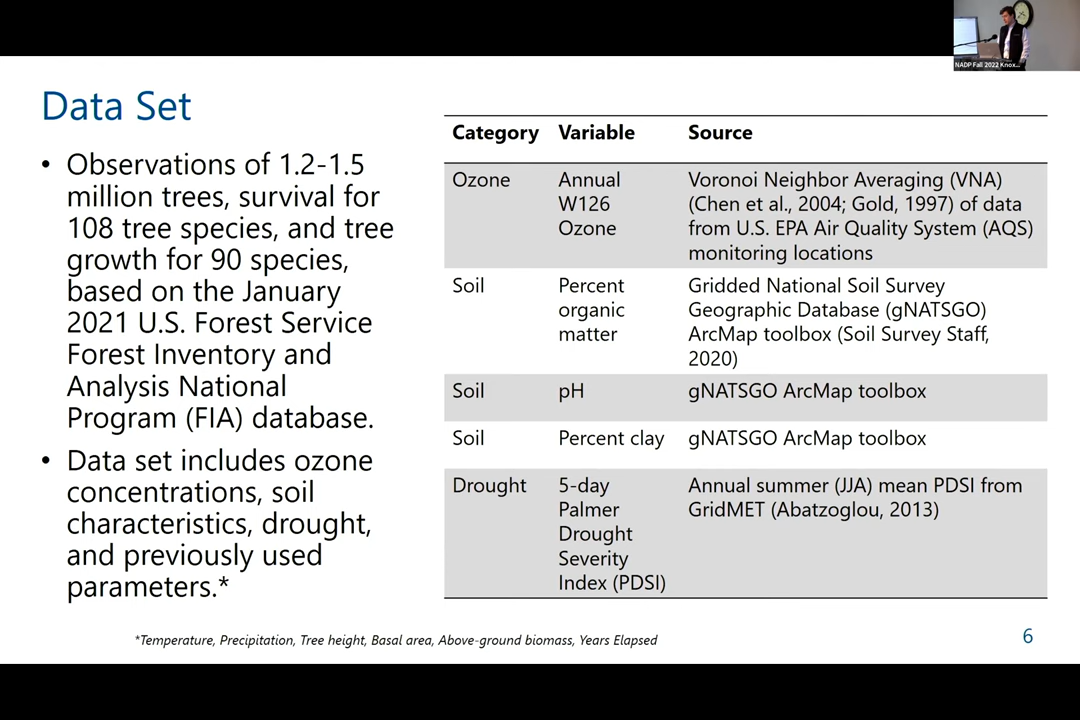 NADP Fall 2022 Knox...
Data Set
• Observations of 1.2-1.5
million trees, survival for
108 tree species, and tree
growth for 90 species,
based on the January
2021 U.S. Forest Service
Forest Inventory and
Analysis National
Program (FIA) database.
• Data set includes ozone
concentrations, soil
characteristics, drought,
and previously used
parameters.*
Category Variable Source
Ozone Annual Voronoi Neighbor Averaging (VNA)
W126 (Chen et al., 2004; Gold, 1997) of data
Ozone from U.S. EPA Air Quality System (AQS)
monitoring locations
Soil Percent Gridded National Soil Survey
organic Geographic Database (gNATSGO)
matter ArcMap toolbox (Soil Survey Staff,
2020)
Soil pH gNATSGO ArcMap toolbox
Soil Percent clay gNATSGO ArcMap toolbox
Drought 5-day Annual summer (JJA) mean PDSI from
Palmer GridMET (Abatzoglou, 2013)
Drought
Severity
Index (PDSI)
*Temperature, Precipitation, Tree height, Basal area, Above-ground biomass, Years Elapsed
6